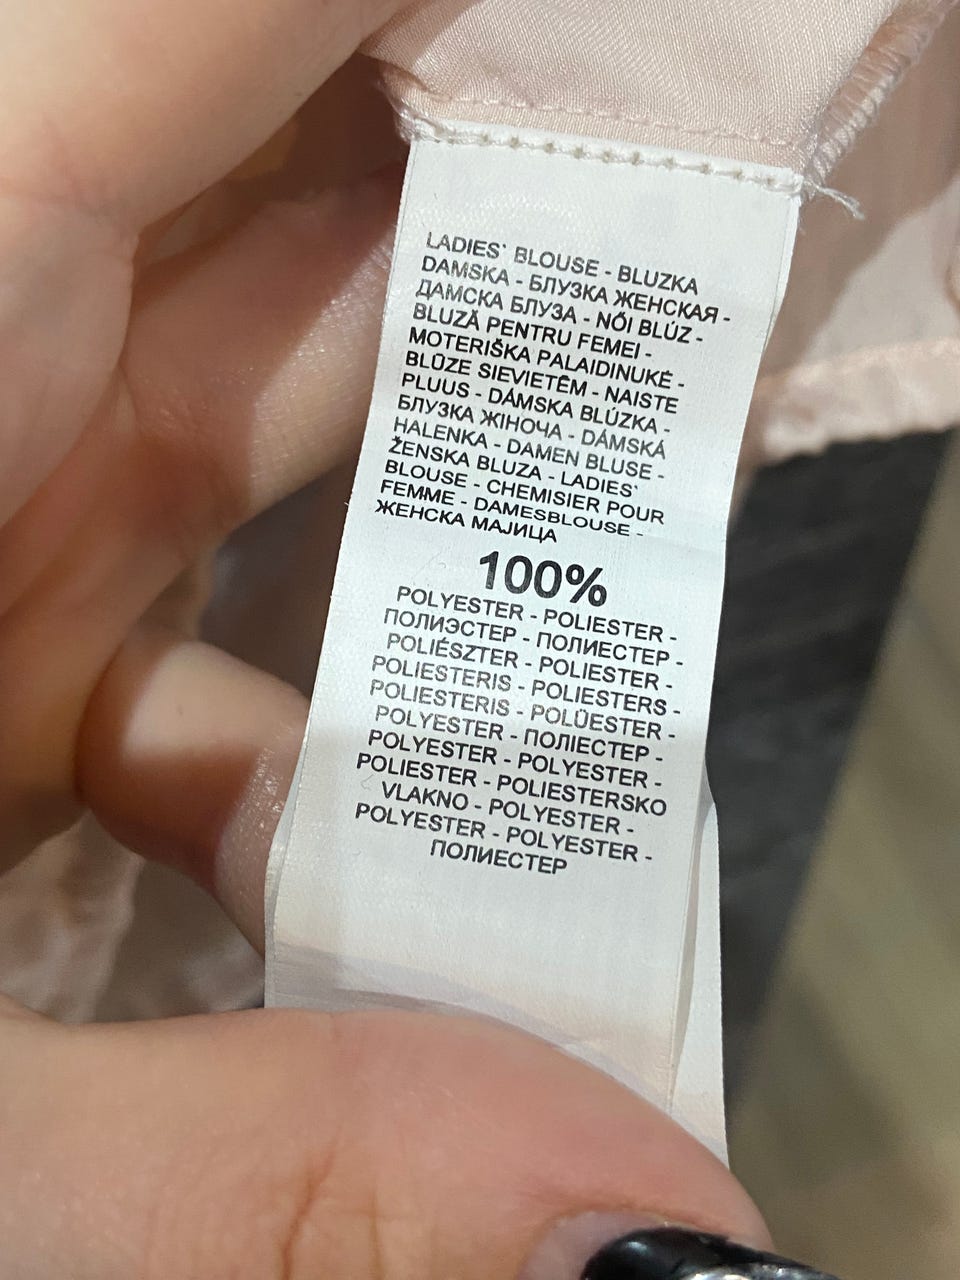 LADIES` BLOUSE - BLUZKA
DAMSKA - БЛУЗКА ЖЕНСКАЯ -
ДАМСКА БЛУЗА - NÓI BLÚZ -
BLUZĂ PENTRU FEMEI -
MOTERIŠKA PALAIDINUKĖ -
BLŪZE SIEVIETĒM - NAISTE
PLUUS - DÁMSKA BLÚZKA -
БЛУЗКА ЖІНОЧА - DÁMSKÁ
HALENKA - DAMEN BLUSE -
ŽENSKA BLUZA - LADIES`
BLOUSE - CHEMISIER POUR
FEMME - DAMESBLOUSE -
ЖЕНСКА МАЈИЦА
100%
POLYESTER - POLIESTER -
ПОЛИЭСТЕР - ПОЛИЕСТЕР -
POLIÉSZTER - POLIESTER -
POLIESTERIS - POLIESTERS -
POLIESTERIS - POLÜESTER -
POLYESTER - ПОЛІЕСТЕР -
POLYESTER - POLYESTER -
POLIESTER - POLIESTERSKO
VLAKNO - POLYESTER -
POLYESTER - POLYESTER -
ПОЛИЕСТЕР